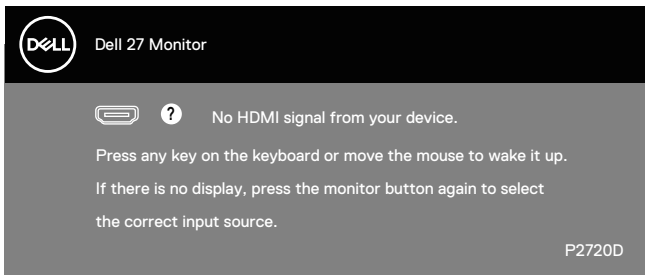 DELL
Dell 27 Monitor
? No HDMI signal from your device.
Press any key on the keyboard or move the mouse to wake it up.
If there is no display, press the monitor button again to select
the correct input source.
P2720D